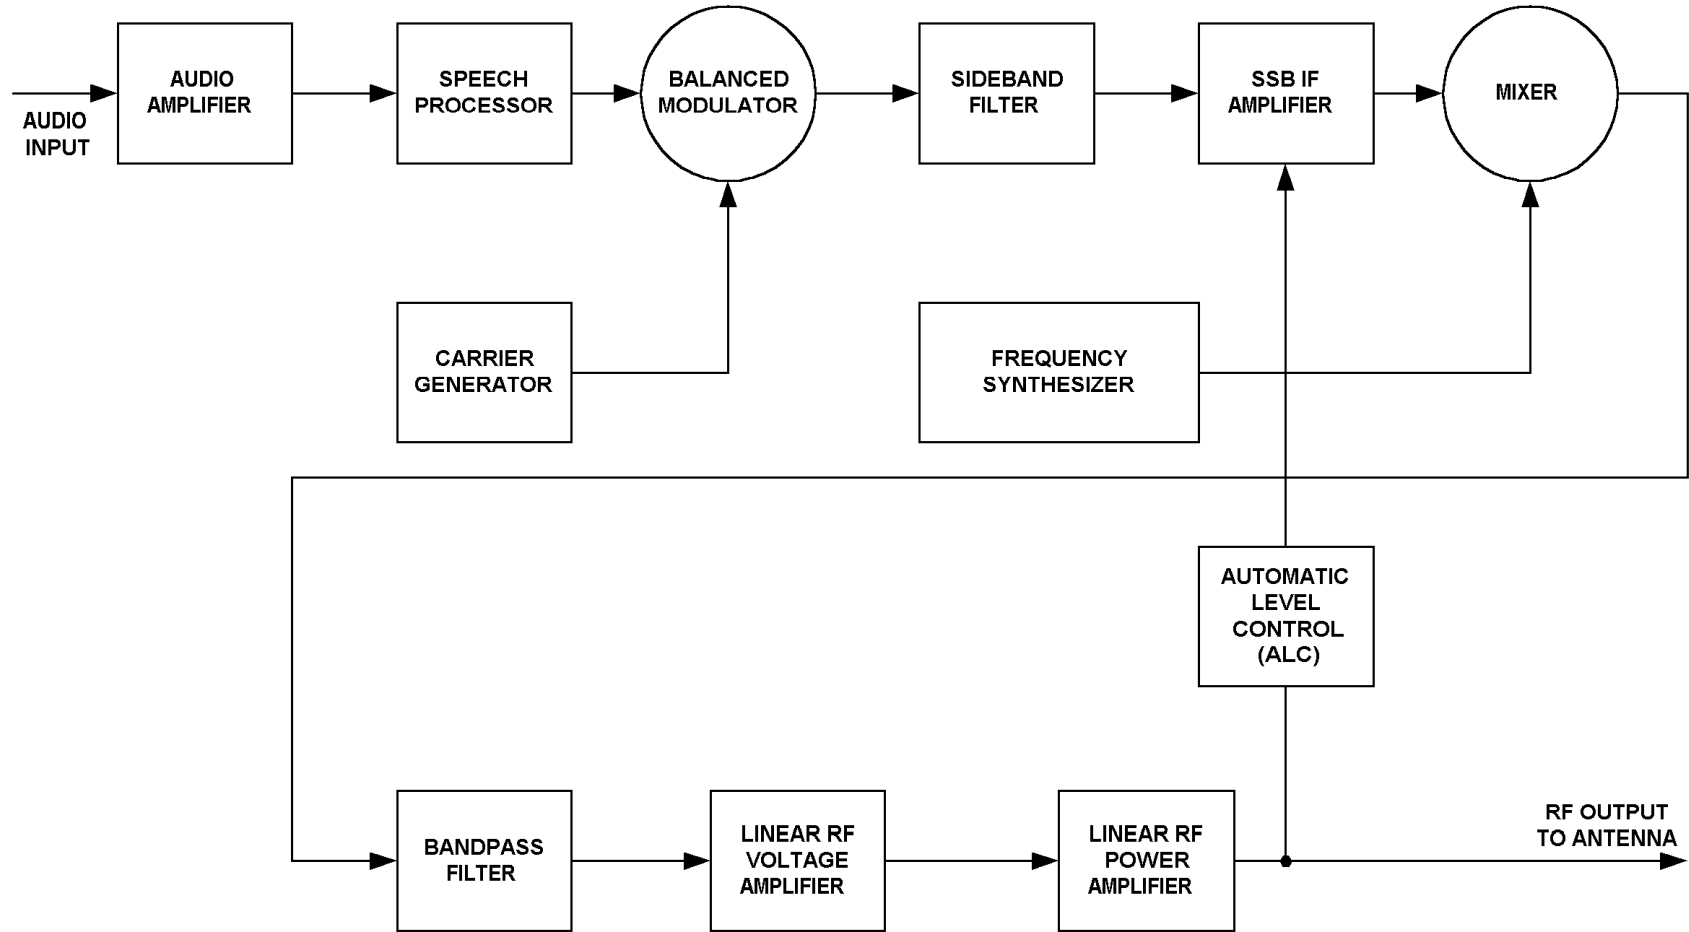 AUDIO
AMPLIFIER
SPEECH
PROCESSOR
BALANCED
MODULATOR
SIDEBAND
FILTER
SSB IF
AMPLIFIER
MIXER
AUDIO
INPUT
CARRIER
GENERATOR
FREQUENCY
SYNTHESIZER
AUTOMATIC
LEVEL
CONTROL
(ALC)
BANDPASS
FILTER
LINEAR RF
VOLTAGE
AMPLIFIER
LINEAR RF
POWER
AMPLIFIER
RF OUTPUT
TO ANTENNA